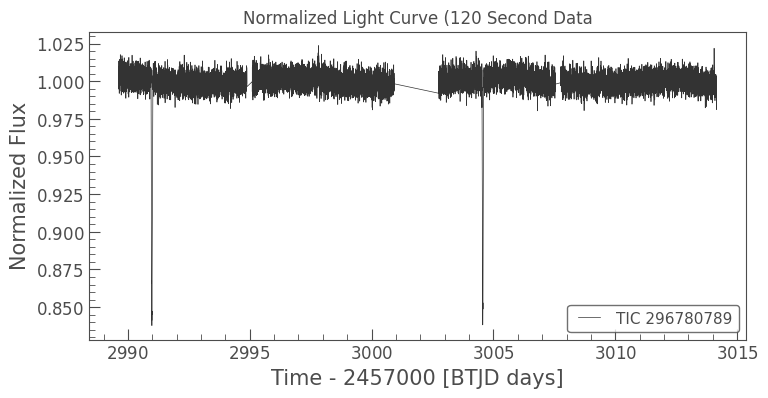 Normalized Light Curve (120 Second Data
1.025
1.000
0.975
0.950
0.925
0.900
0.875
0.850
Normalized Flux
TIC 296780789
2990 2995 3000 3005 3010 3015
Time - 2457000 [BTJD days]